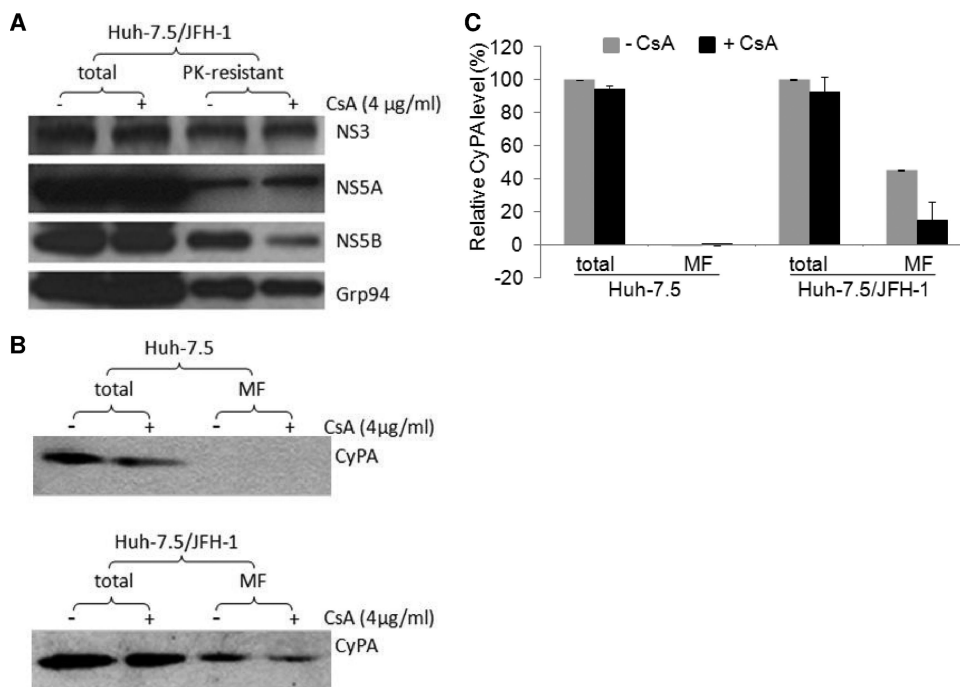 A
Huh-7.5/JFH-1
total PK-resistant
- + - + CsA (4 µg/ml)
NS3
NS5A
NS5B
Grp94
B
Huh-7.5
total MF
- + - + CsA (4µg/ml)
CyPA
Huh-7.5/JFH-1
total MF
- + - + CsA (4µg/ml)
CyPA
C
- CsA + CsA
Relative CyPA level (%)
100
80
60
40
20
0
-20
total MF total MF
Huh-7.5 Huh-7.5/JFH-1